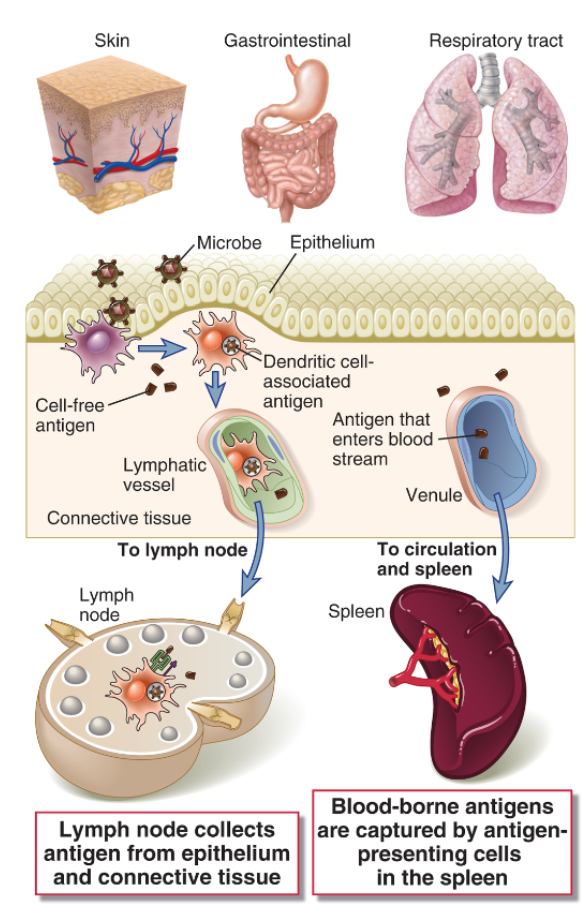 Skin
Gastrointestinal
Respiratory tract
Microbe
Epithelium
Dendritic cell-
associated
antigen
Cell-free
antigen
Antigen that
enters blood
stream
Lymphatic
vessel
Venule
Connective tissue
To lymph node
To circulation
and spleen
Lymph
node
Spleen
Lymph node collects
antigen from epithelium
and connective tissue
Blood-borne antigens
are captured by antigen-
presenting cells
in the spleen